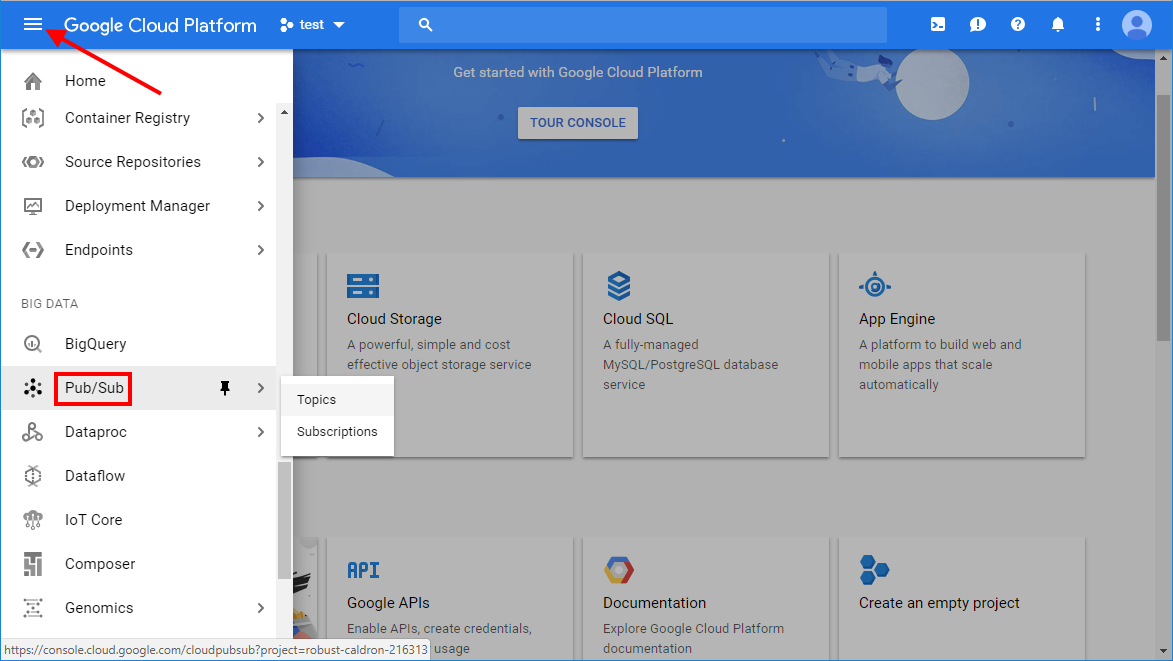 Google Cloud Platform
test
Home
Container Registry
Source Repositories
Deployment Manager
Endpoints
BIG DATA
BigQuery
Pub/Sub
Topics
Subscriptions
Dataproc
Dataflow
IoT Core
Composer
Genomics
https://console.cloud.google.com/cloudpubsub?project=robust-caldron-216313
Get started with Google Cloud Platform
TOUR CONSOLE
Cloud Storage
A powerful, simple and cost
effective object storage service
Cloud SQL
A fully-managed
MySQL/PostgreSQL database
service
App Engine
A platform to build web and
mobile apps that scale
automatically
API
Google APIs
Enable APIs, create credentials,
usage
Documentation
Explore Google Cloud Platform
documentation
Create an empty project